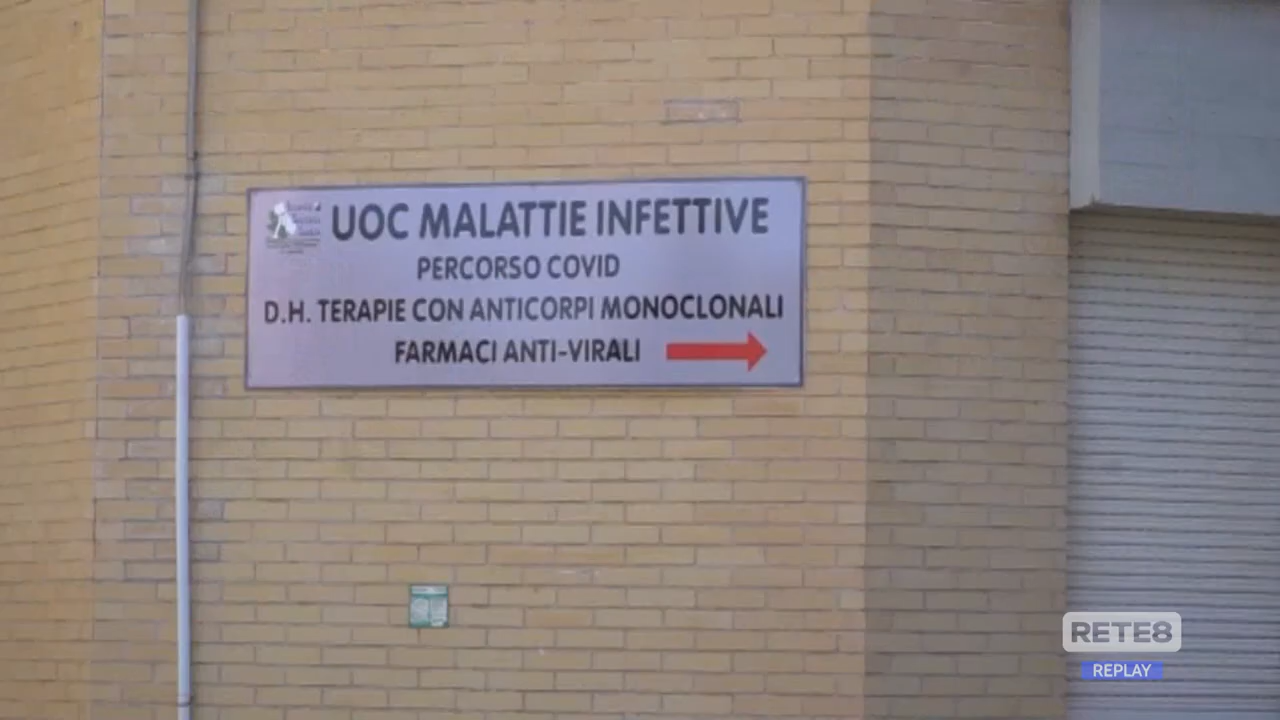 UOC MALATTIE INFETTIVE
PERCORSO COVID
D.H. TERAPIE CON ANTICORPI MONOCLONALI
FARMACI ANTI-VIRALI
RETE8
REPLAY